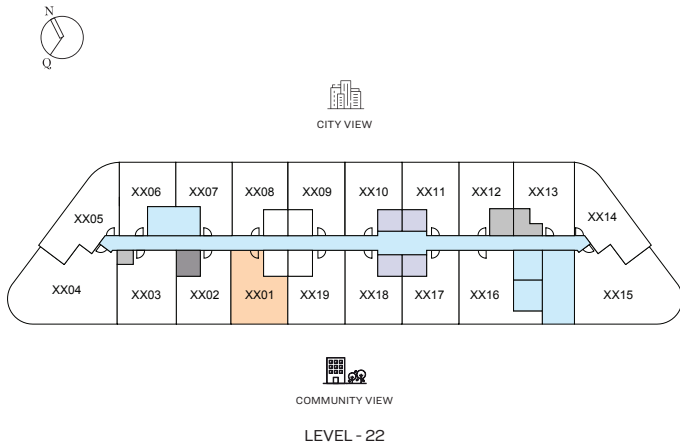 N
Q
CITY VIEW
XX06 XX07 XX08 XX09 XX10 XX11 XX12 XX13
XX05 XX14
XX04 XX03 XX02 XX01 XX19 XX18 XX17 XX16 XX15
COMMUNITY VIEW
LEVEL - 22